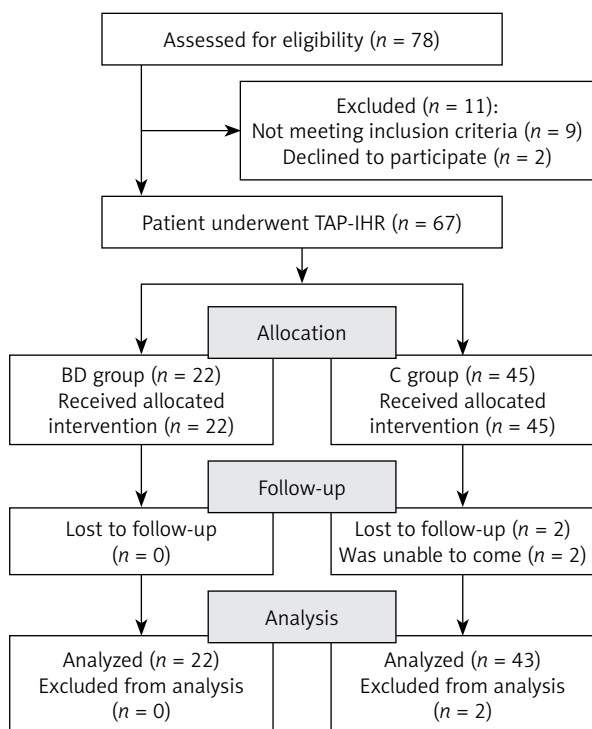 Assessed for eligibility (n = 78)
Excluded (n = 11):
Not meeting inclusion criteria (n = 9)
Declined to participate (n = 2)
Patient underwent TAP-IHR (n = 67)
Allocation
BD group (n = 22)
Received allocated
intervention (n = 22)
C group (n = 45)
Received allocated
intervention (n = 45)
Follow-up
Lost to follow-up
(n = 0)
Lost to follow-up (n = 2)
Was unable to come (n = 2)
Analysis
Analyzed (n = 22)
Excluded from analysis
(n = 0)
Analyzed (n = 43)
Excluded from analysis
(n = 2)